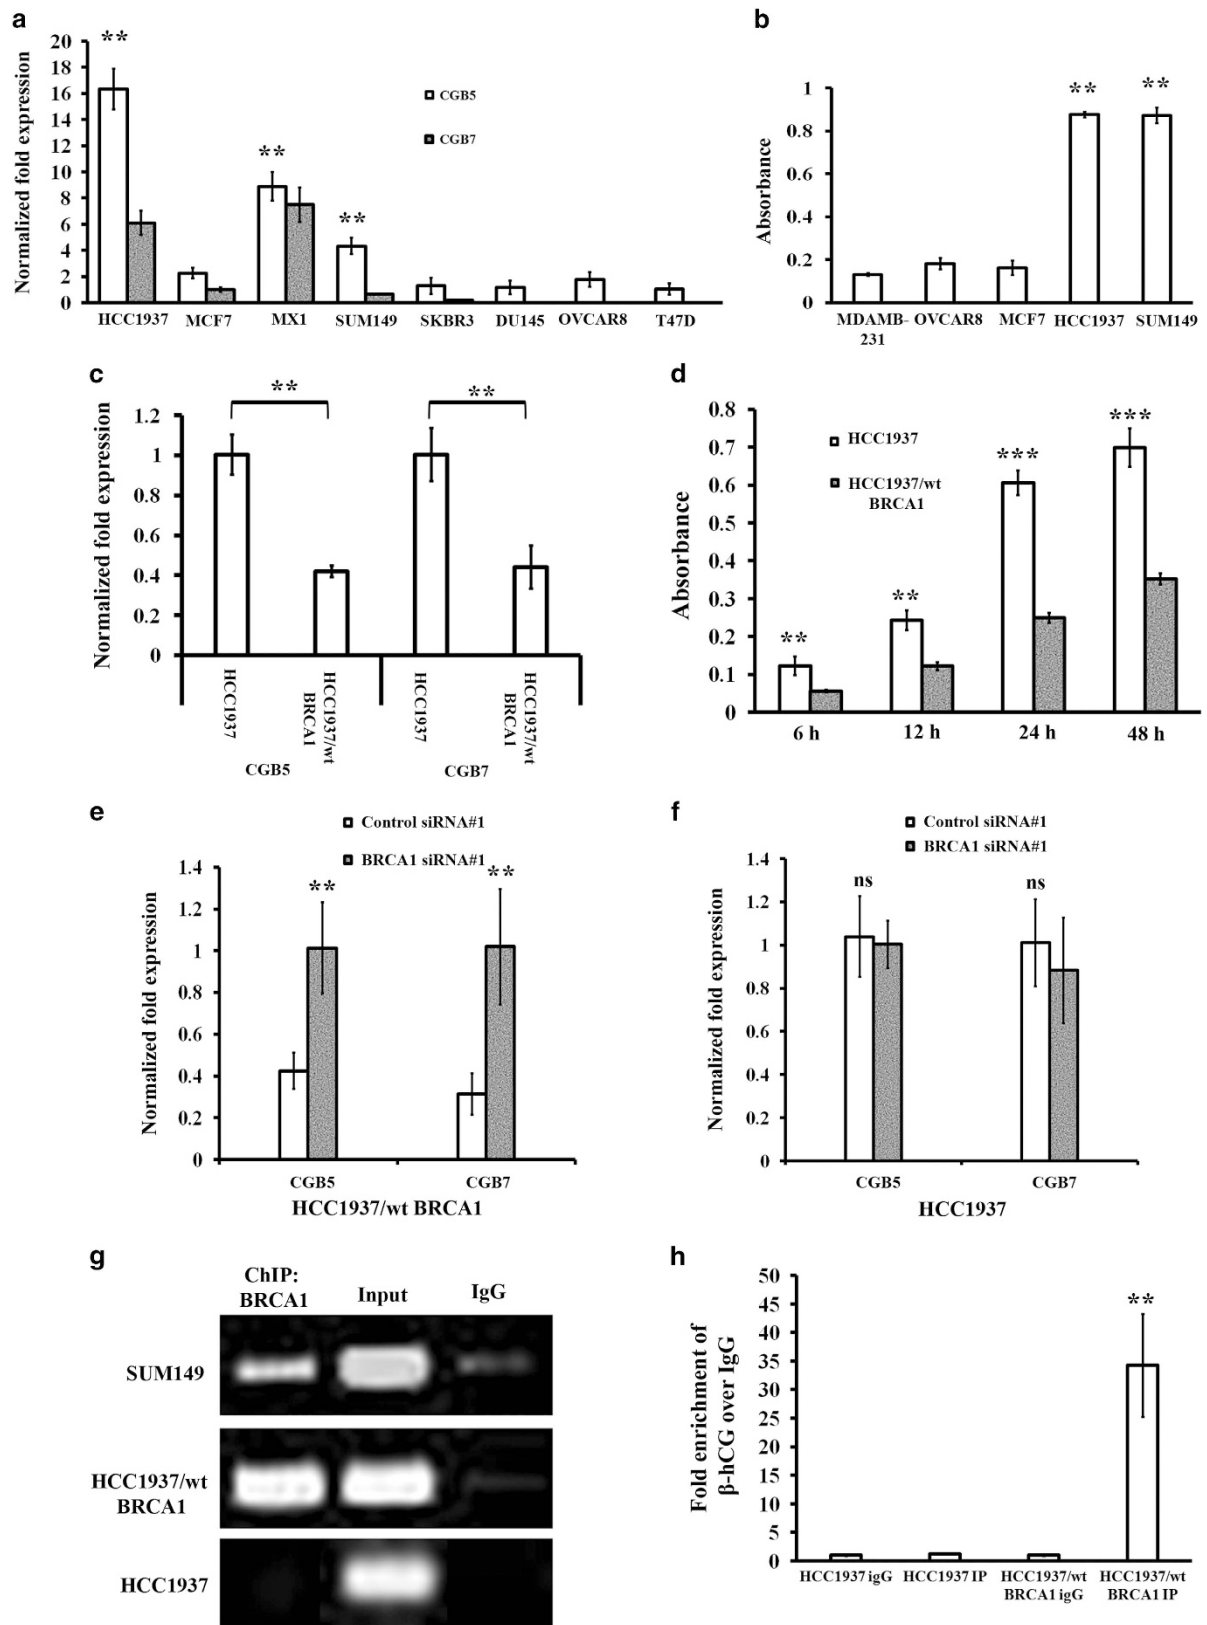 a
Normalized fold expression
20
18
16
14
12
10
8
6
4
2
0
**
**
**
CGB5
CGB7
HCC1937
MCF7
MX1
SUM149
SKBR3
DU145
OVCAR8
T47D
b
Absorbance
1
0.8
0.6
0.4
0.2
0
**
**
MDAMB-
231
OVCAR8
MCF7
HCC1937
SUM149
c
Normalized fold expression
1.2
1
0.8
0.6
0.4
0.2
0
**
**
HCC1937
HCC1937/wt
BRCA1
HCC1937
HCC1937/wt
BRCA1
CGB5
CGB7
d
Absorbance
0.8
0.7
0.6
0.5
0.4
0.3
0.2
0.1
0
HCC1937
HCC1937/wt
BRCA1
**
**
***
***
6 h
12 h
24 h
48 h
e
Control siRNA#1
BRCA1 siRNA#1
Normalized fold expression
1.4
1.2
1
0.8
0.6
0.4
0.2
0
**
**
CGB5
CGB7
HCC1937/wt BRCA1
f
Control siRNA#1
BRCA1 siRNA#1
Normalized fold expression
1.4
1.2
1
0.8
0.6
0.4
0.2
0
ns
ns
CGB5
CGB7
HCC1937
g
ChIP:
BRCA1
Input
IgG
SUM149
HCC1937/wt
BRCA1
HCC1937
h
Fold enrichment of
β-hCG over IgG
50
45
40
35
30
25
20
15
10
5
0
**
HCC1937 igG
HCC1937 IP
HCC1937/wt
BRCA1 igG
HCC1937/wt
BRCA1 IP